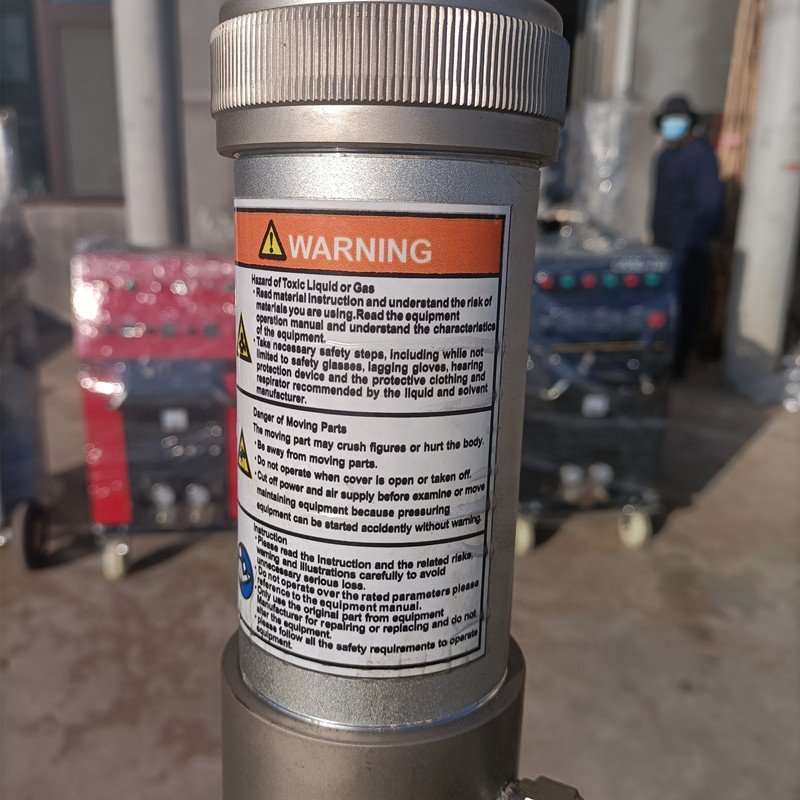 WARNING
Hazard of Toxic Liquid or Gas
· Read material instruction and understand the risk of
materials you are using.Read the equipment
operation manual and understand the characteristics
of the equipment.
· Take necessary safety steps, including while not
limited to safety glasses, lagging gloves, hearing
protection device and the protective clothing and
respirator recommended by the liquid and solvent
manufacturer.
Danger of Moving Parts
The moving part may crush figures or hurt the body.
· Be away from moving parts.
· Do not operate when cover is open or taken off.
· Cut off power and air supply before examine or move
maintaining equipment because pressuring
equipment can be started accidently without warning.
Instruction
· Please read the instruction and the related risks,
warning and illustrations carefully to avoid
unnecessary serious loss.
· Do not operate over the rated parameters please
reference to the equipment manual.
· Only use the original part from equipment
Manufacturer for repairing or replacing and do not
alter the equipment.
· please follow all the safety requirements to operate
equipment.